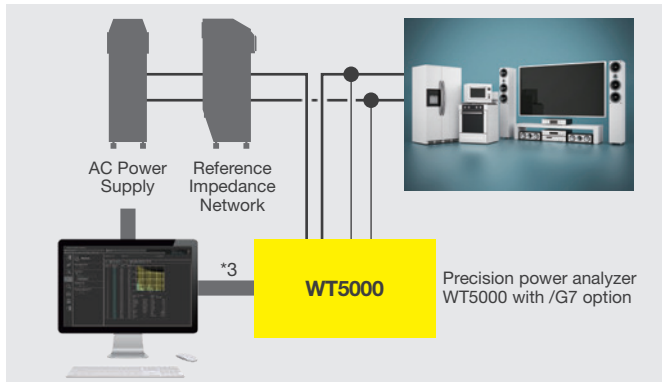 AC Power
Supply
Reference
Impedance
Network
*3
WT5000
Precision power analyzer
WT5000 with /G7 option